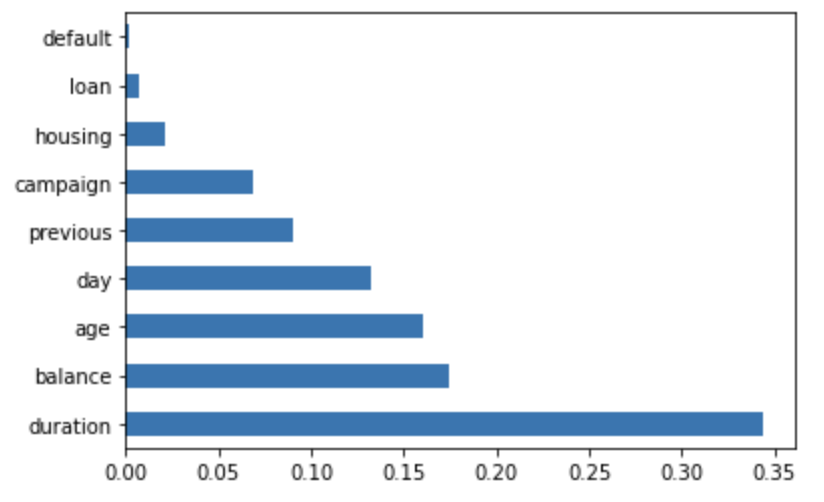 default
loan
housing
campaign
previous
day
age
balance
duration
0.00 0.05 0.10 0.15 0.20 0.25 0.30 0.35